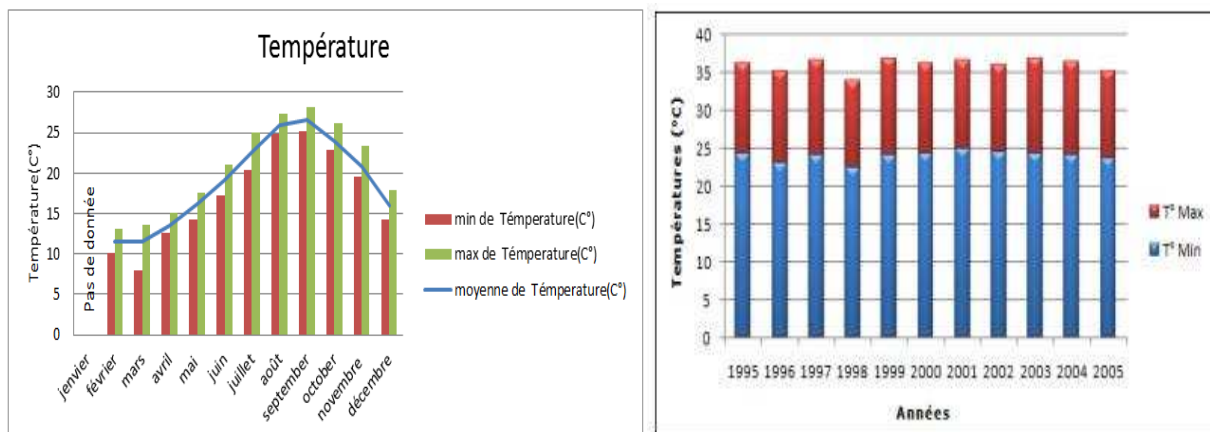 Température
30
25
20
15
10
5
0
Température(C°)
Pas de donnée
janvier
février
mars
avril
mai
juin
juillet
août
september
october
novembre
décembre
min de Témperature(C°)
max de Témperature(C°)
moyenne de Témperature(C°)
40
35
30
25
20
15
10
5
0
Températures (°C)
1995 1996 1997 1998 1999 2000 2001 2002 2003 2004 2005
Années
T° Max
T° Min